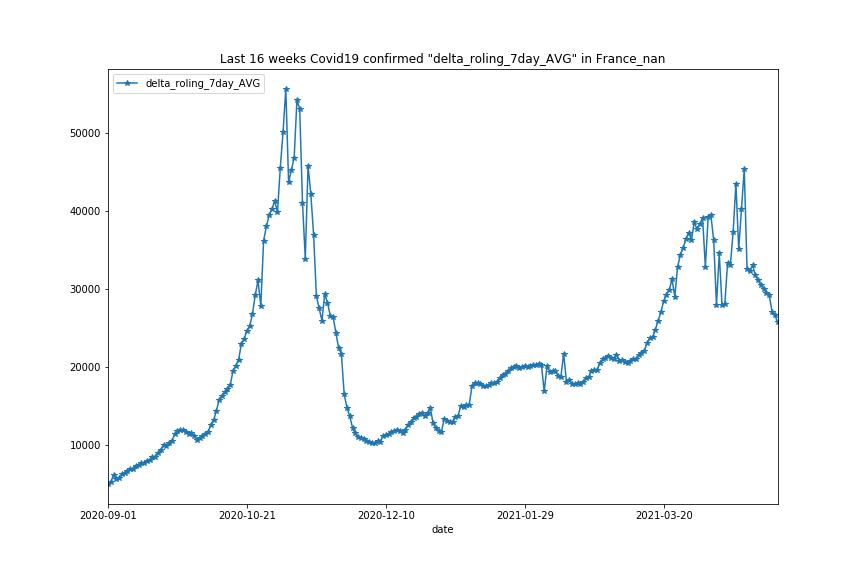 Last 16 weeks Covid19 confirmed "delta_roling_7day_AVG" in France_nan
delta_roling_7day_AVG
50000
40000
30000
20000
10000
2020-09-01 2020-10-21 2020-12-10 2021-01-29 2021-03-20
date